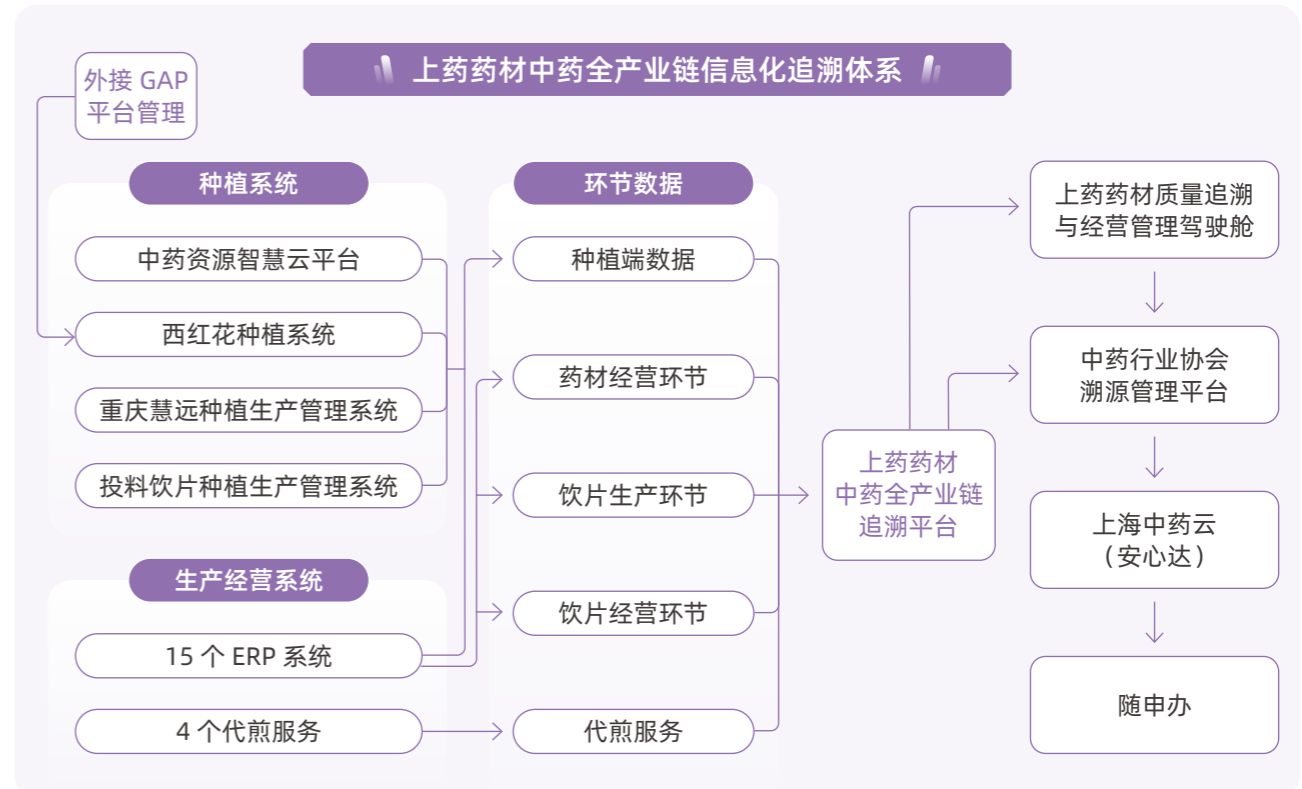 上药药材中药全产业链信息化追溯体系
外接 GAP
平台管理
种植系统
中药资源智慧云平台
西红花种植系统
重庆慧远种植生产管理系统
投料饮片种植生产管理系统
生产经营系统
15 个 ERP 系统
4 个代煎服务
环节数据
种植端数据
药材经营环节
饮片生产环节
饮片经营环节
代煎服务
上药药材
中药全产业链
追溯平台
上药药材质量追溯
与经营管理驾驶舱
中药行业协会
溯源管理平台
上海中药云
（安心达）
随申办